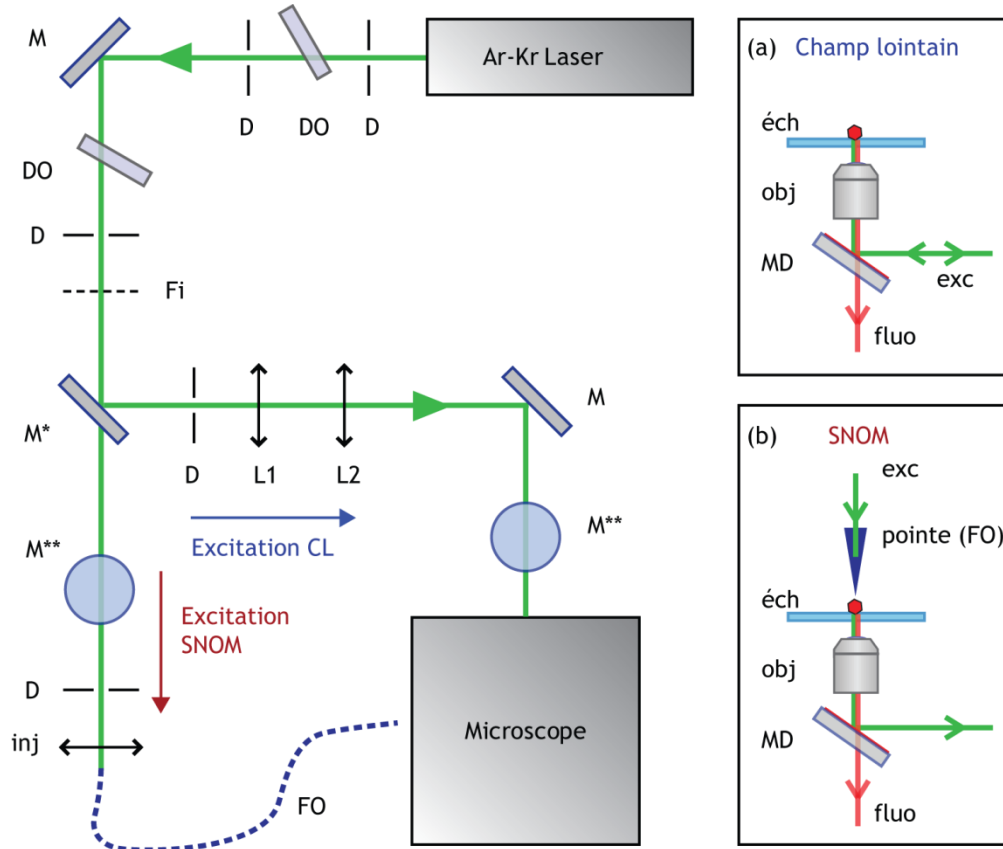 M
Ar-Kr Laser
D
DO
D
DO
D
Fi
M*
D
L1
L2
M
Excitation CL
M**
M**
Excitation
SNOM
D
inj
FO
Microscope
(a) Champ lointain
éch
obj
MD
exc
fluo
(b) SNOM
exc
pointe (FO)
éch
obj
MD
fluo